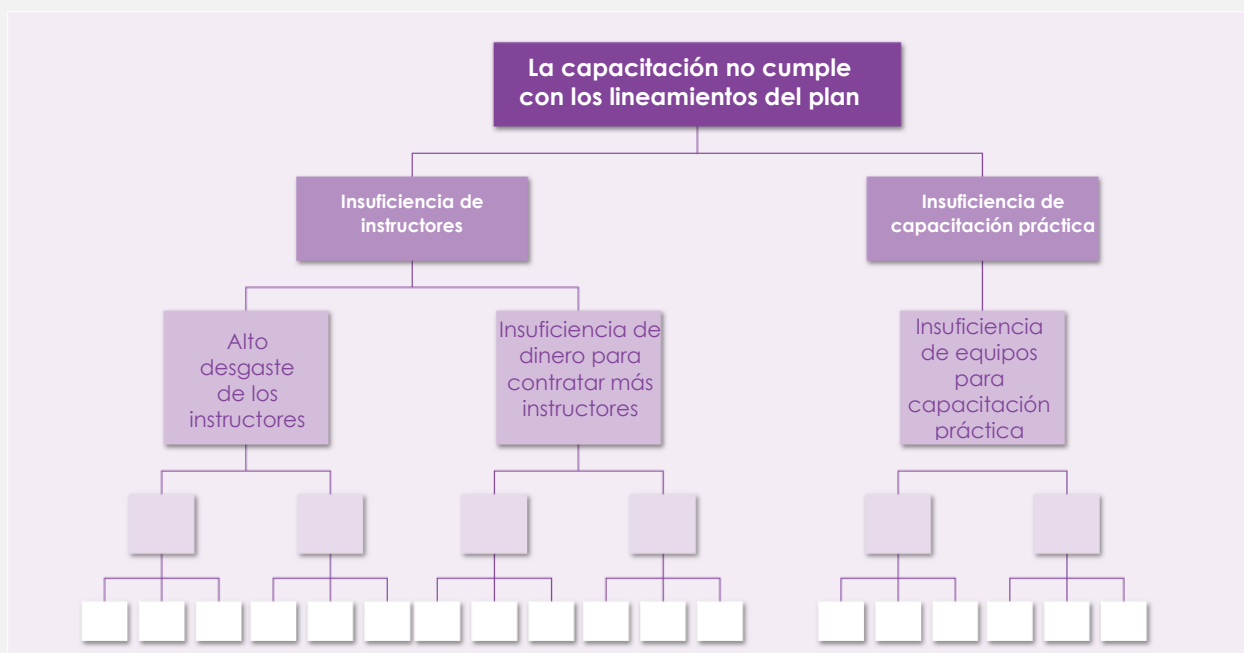 La capacitación no cumple
con los lineamientos del plan
Insuficiencia de
instructores
Insuficiencia de
capacitación práctica
Alto
desgaste
de los
instructores
Insuficiencia de
dinero para
contratar más
instructores
Insuficiencia
de equipos
para
capacitación
práctica